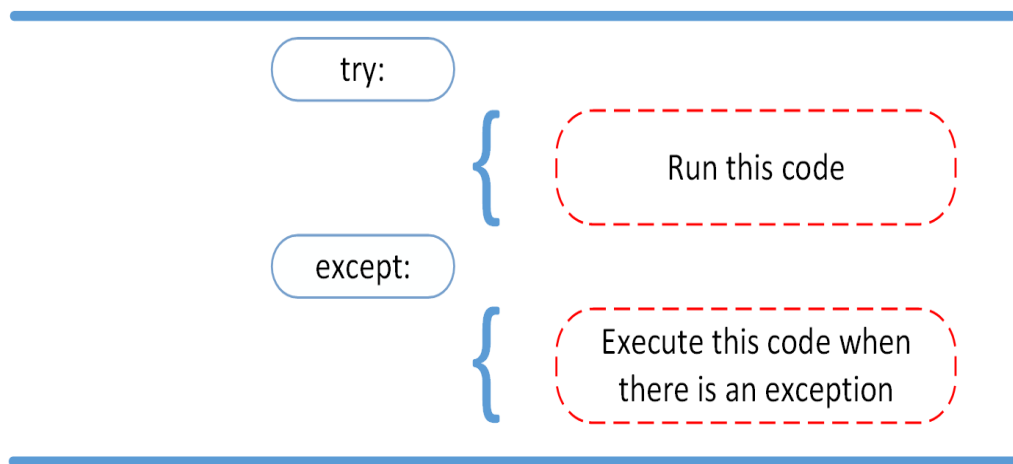 try:
Run this code
except:
Execute this code when
there is an exception